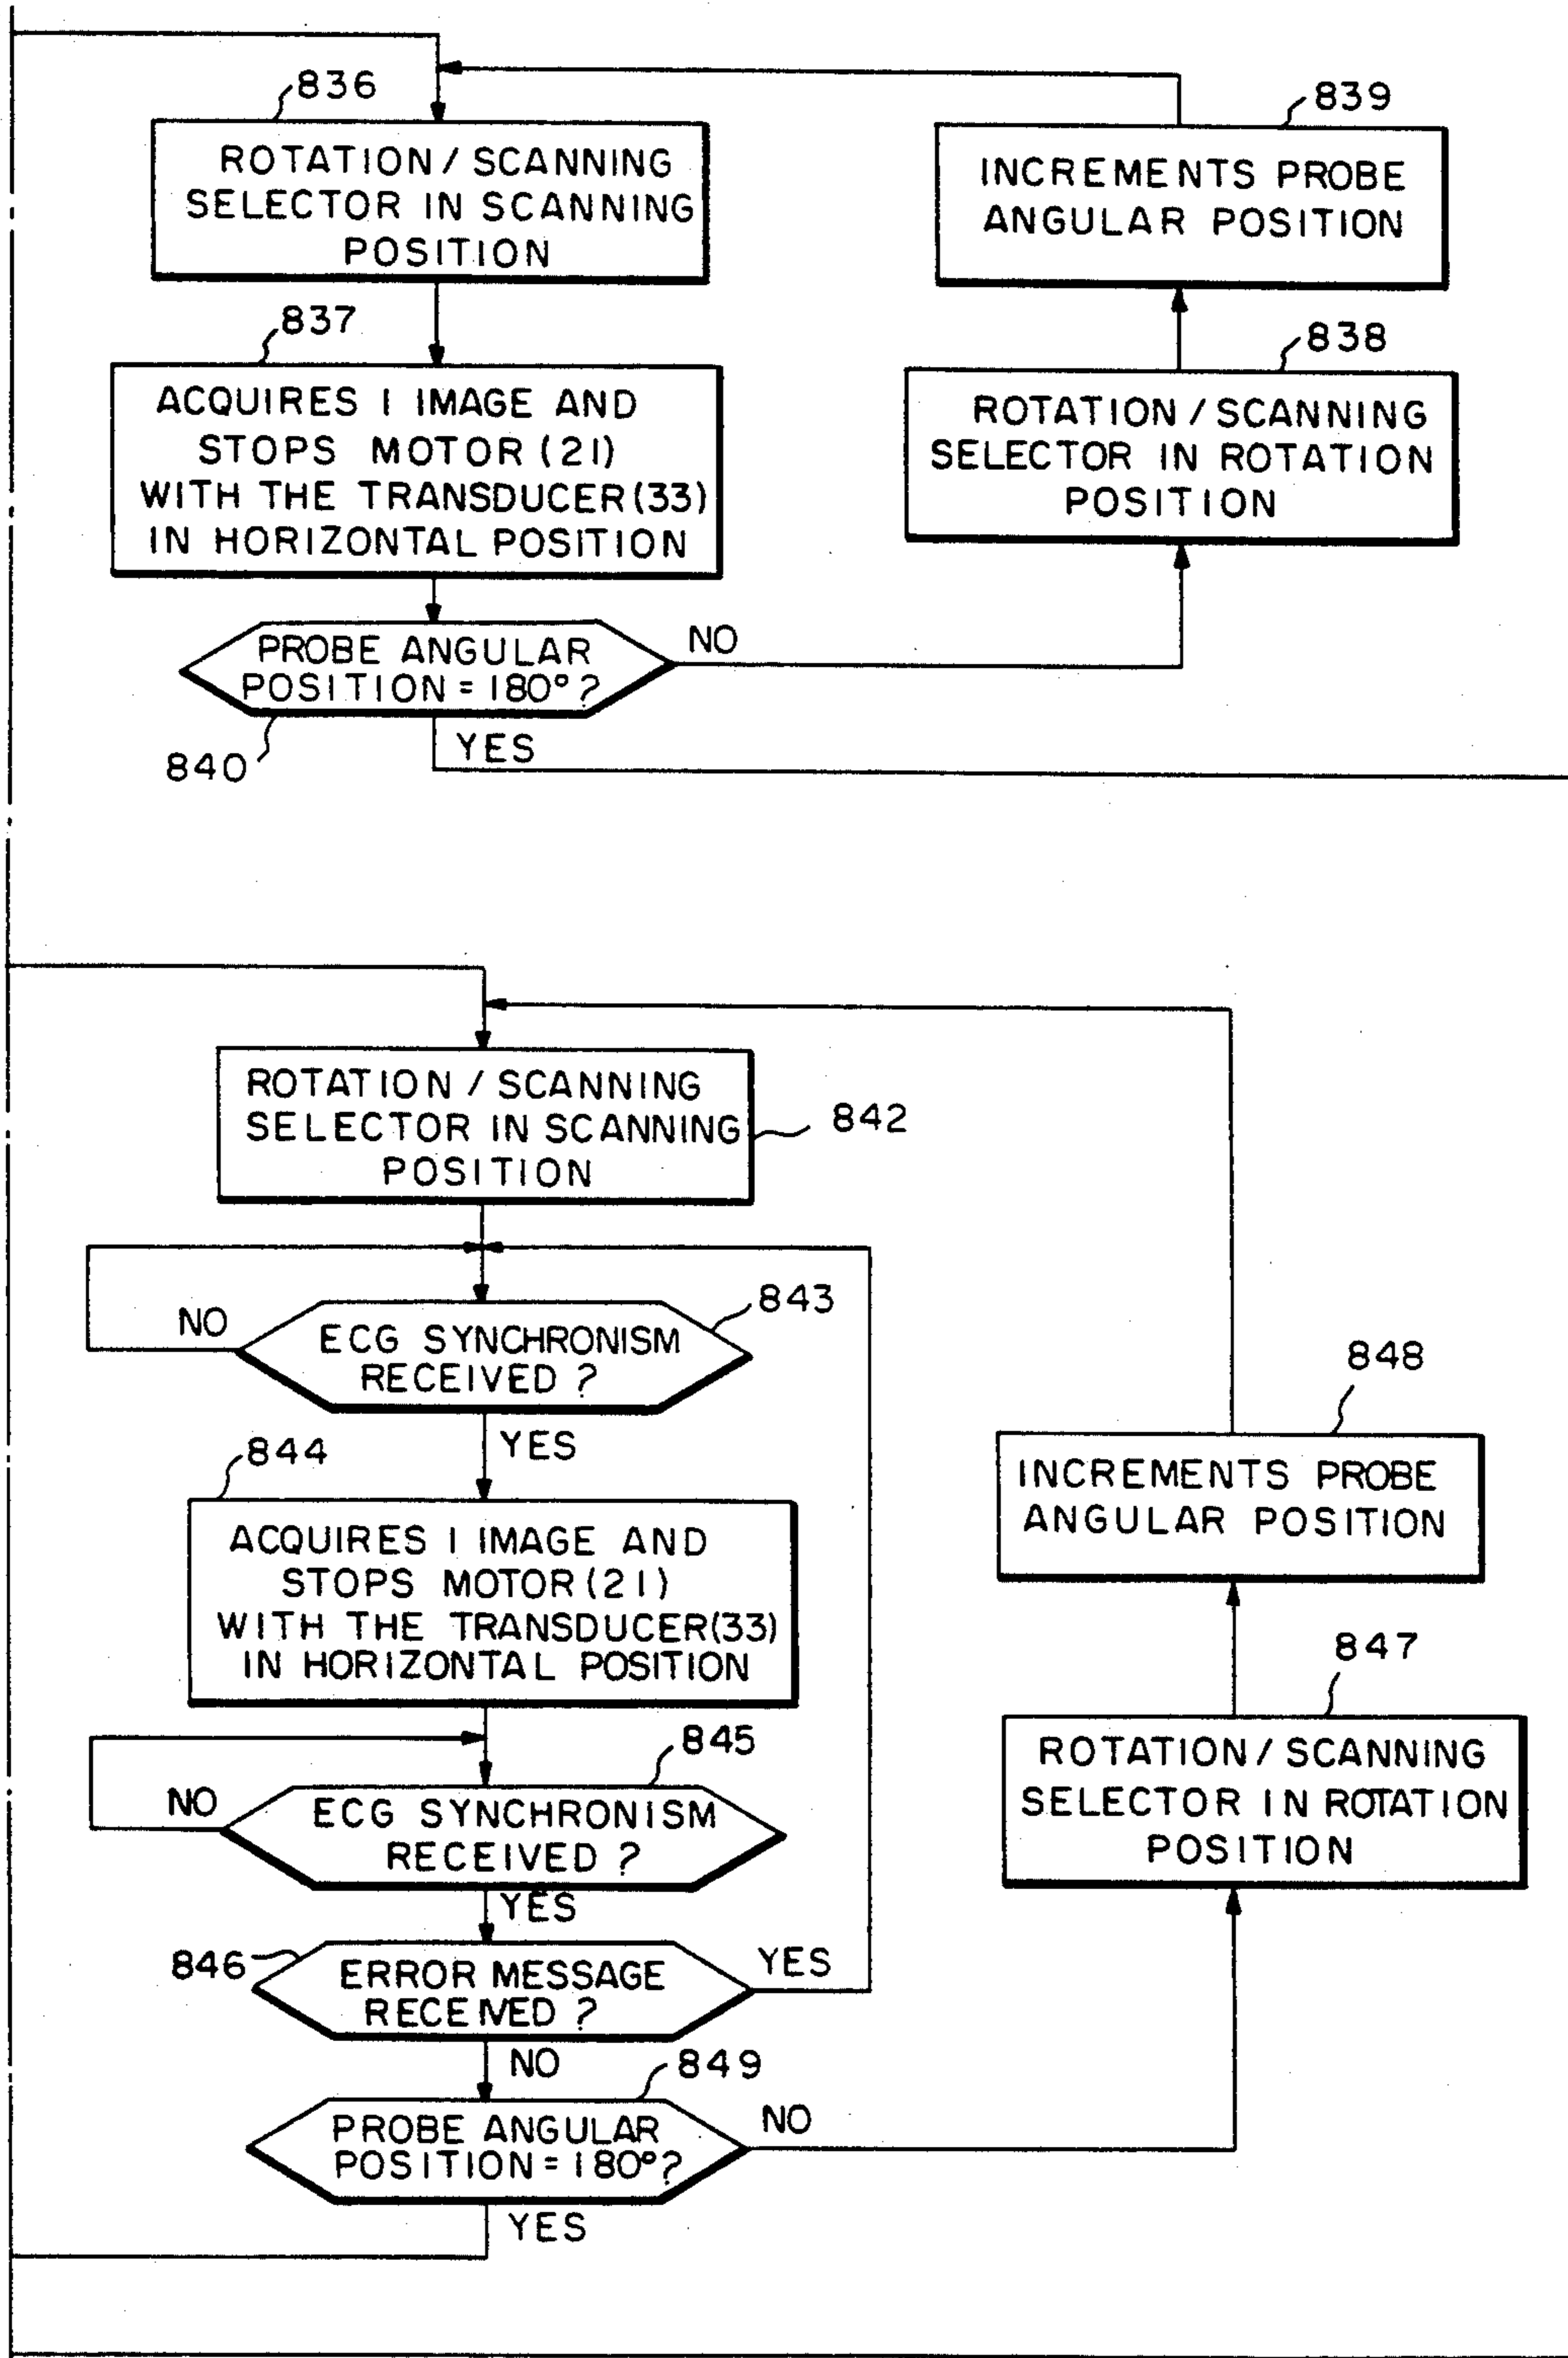 836
ROTATION / SCANNING
SELECTOR IN SCANNING
POSITION
837
ACQUIRES 1 IMAGE AND
STOPS MOTOR (21)
WITH THE TRANSDUCER (33)
IN HORIZONTAL POSITION
PROBE ANGULAR
POSITION = 180° ?
NO
840
YES
839
INCREMENTS PROBE
ANGULAR POSITION
838
ROTATION / SCANNING
SELECTOR IN ROTATION
POSITION
ROTATION / SCANNING
SELECTOR IN SCANNING
POSITION
842
NO
ECG SYNCHRONISM
RECEIVED ?
843
YES
844
ACQUIRES 1 IMAGE AND
STOPS MOTOR (21)
WITH THE TRANSDUCER (33)
IN HORIZONTAL POSITION
845
NO
ECG SYNCHRONISM
RECEIVED ?
YES
846
ERROR MESSAGE
RECEIVED ?
YES
NO
849
PROBE ANGULAR
POSITION = 180° ?
NO
YES
848
INCREMENTS PROBE
ANGULAR POSITION
847
ROTATION / SCANNING
SELECTOR IN ROTATION
POSITION